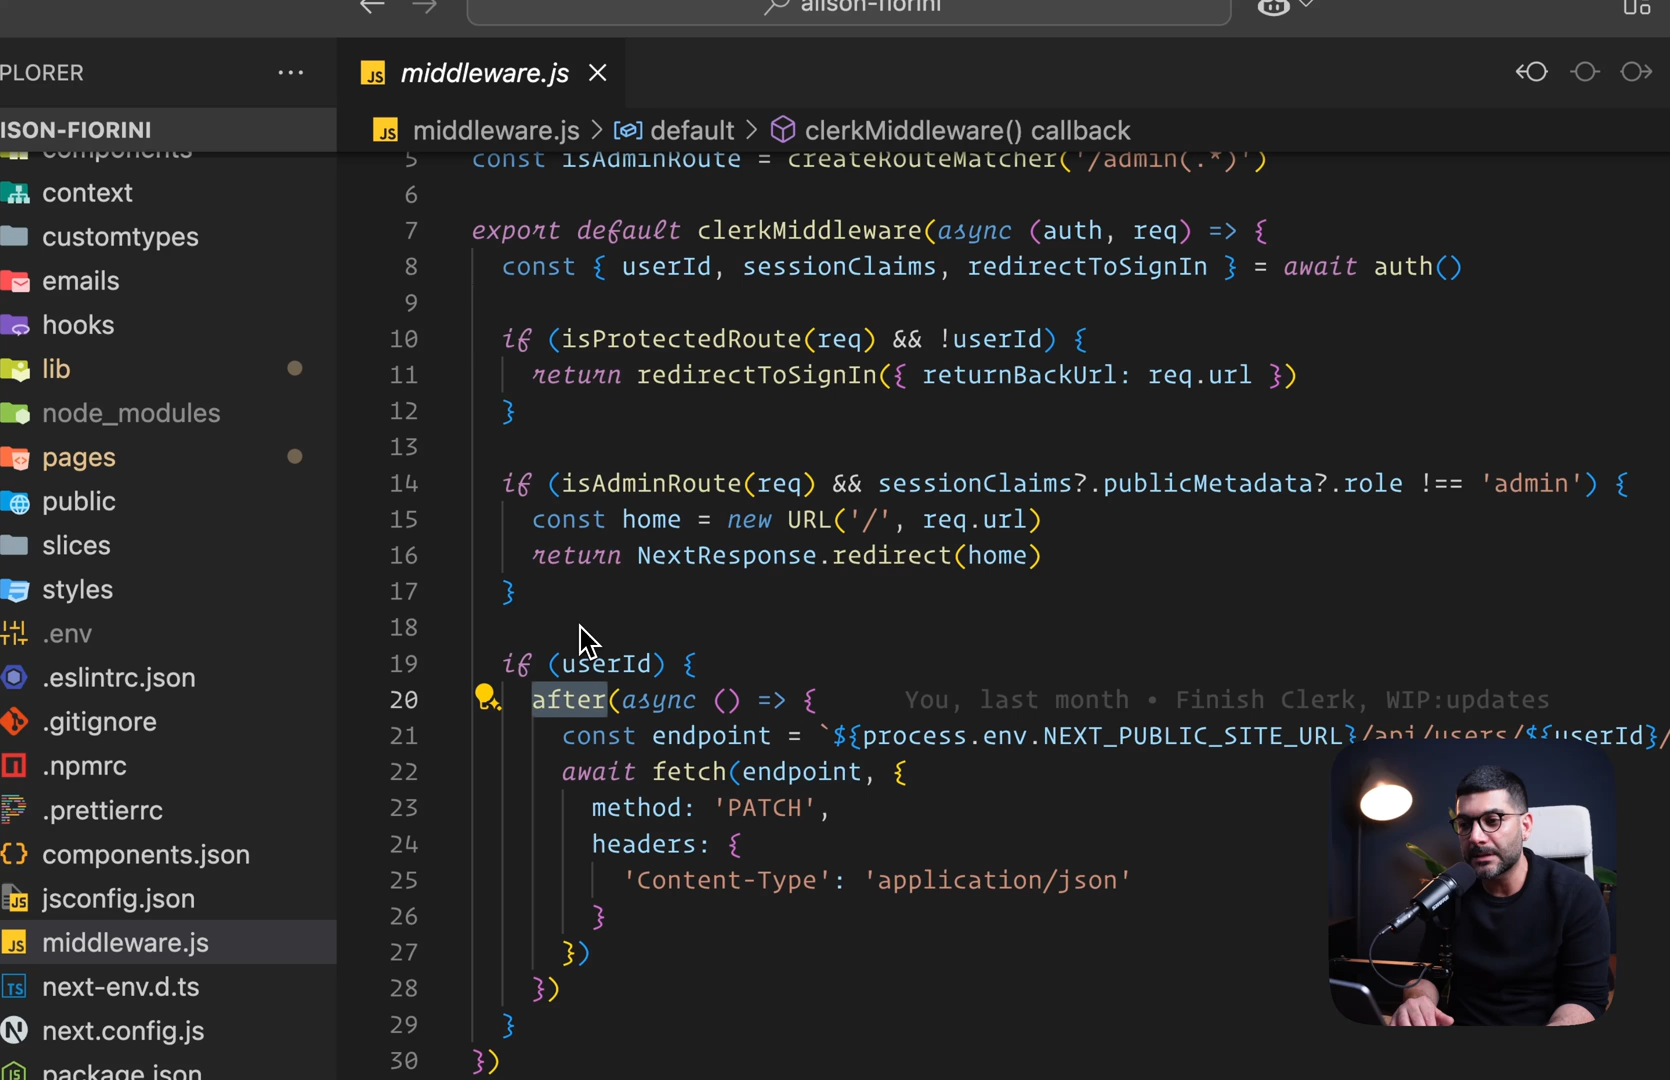 alison-fiorini
PLORER
middleware.js
middleware.js > default > clerkMiddleware() callback
ISON-FIORINI
components
context
customtypes
emails
hooks
lib
node_modules
pages
public
slices
styles
.env
.eslintrc.json
.gitignore
.npmrc
.prettierrc
components.json
jsconfig.json
middleware.js
next-env.d.ts
next.config.js
package.json
5 const isAdminRoute = createRouteMatcher('/admin(.*)')
6
7 export default clerkMiddleware(async (auth, req) => {
8 const { userId, sessionClaims, redirectToSignIn } = await auth()
9
10 if (isProtectedRoute(req) && !userId) {
11 return redirectToSignIn({ returnBackUrl: req.url })
12 }
13
14 if (isAdminRoute(req) && sessionClaims?.publicMetadata?.role !== 'admin') {
15 const home = new URL('/', req.url)
16 return NextResponse.redirect(home)
17 }
18
19 if (userId) {
20 after(async () => { You, last month • Finish Clerk, WIP:updates
21 const endpoint = `${process.env.NEXT_PUBLIC_SITE_URL}/api/users/${userId}/
22 await fetch(endpoint, {
23 method: 'PATCH',
24 headers: {
25 'Content-Type': 'application/json'
26 }
27 })
28 })
29 }
30 })